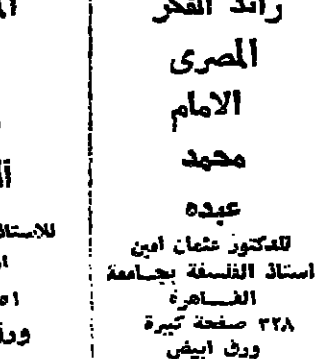 رائد الفكر
المصرى
الامام
محمد
عبده
للدكتور عثمان امين
استاذ الفلسفة بجامعة
القاهرة
٣٢٨ صفحة كبيرة
ورق ابيض